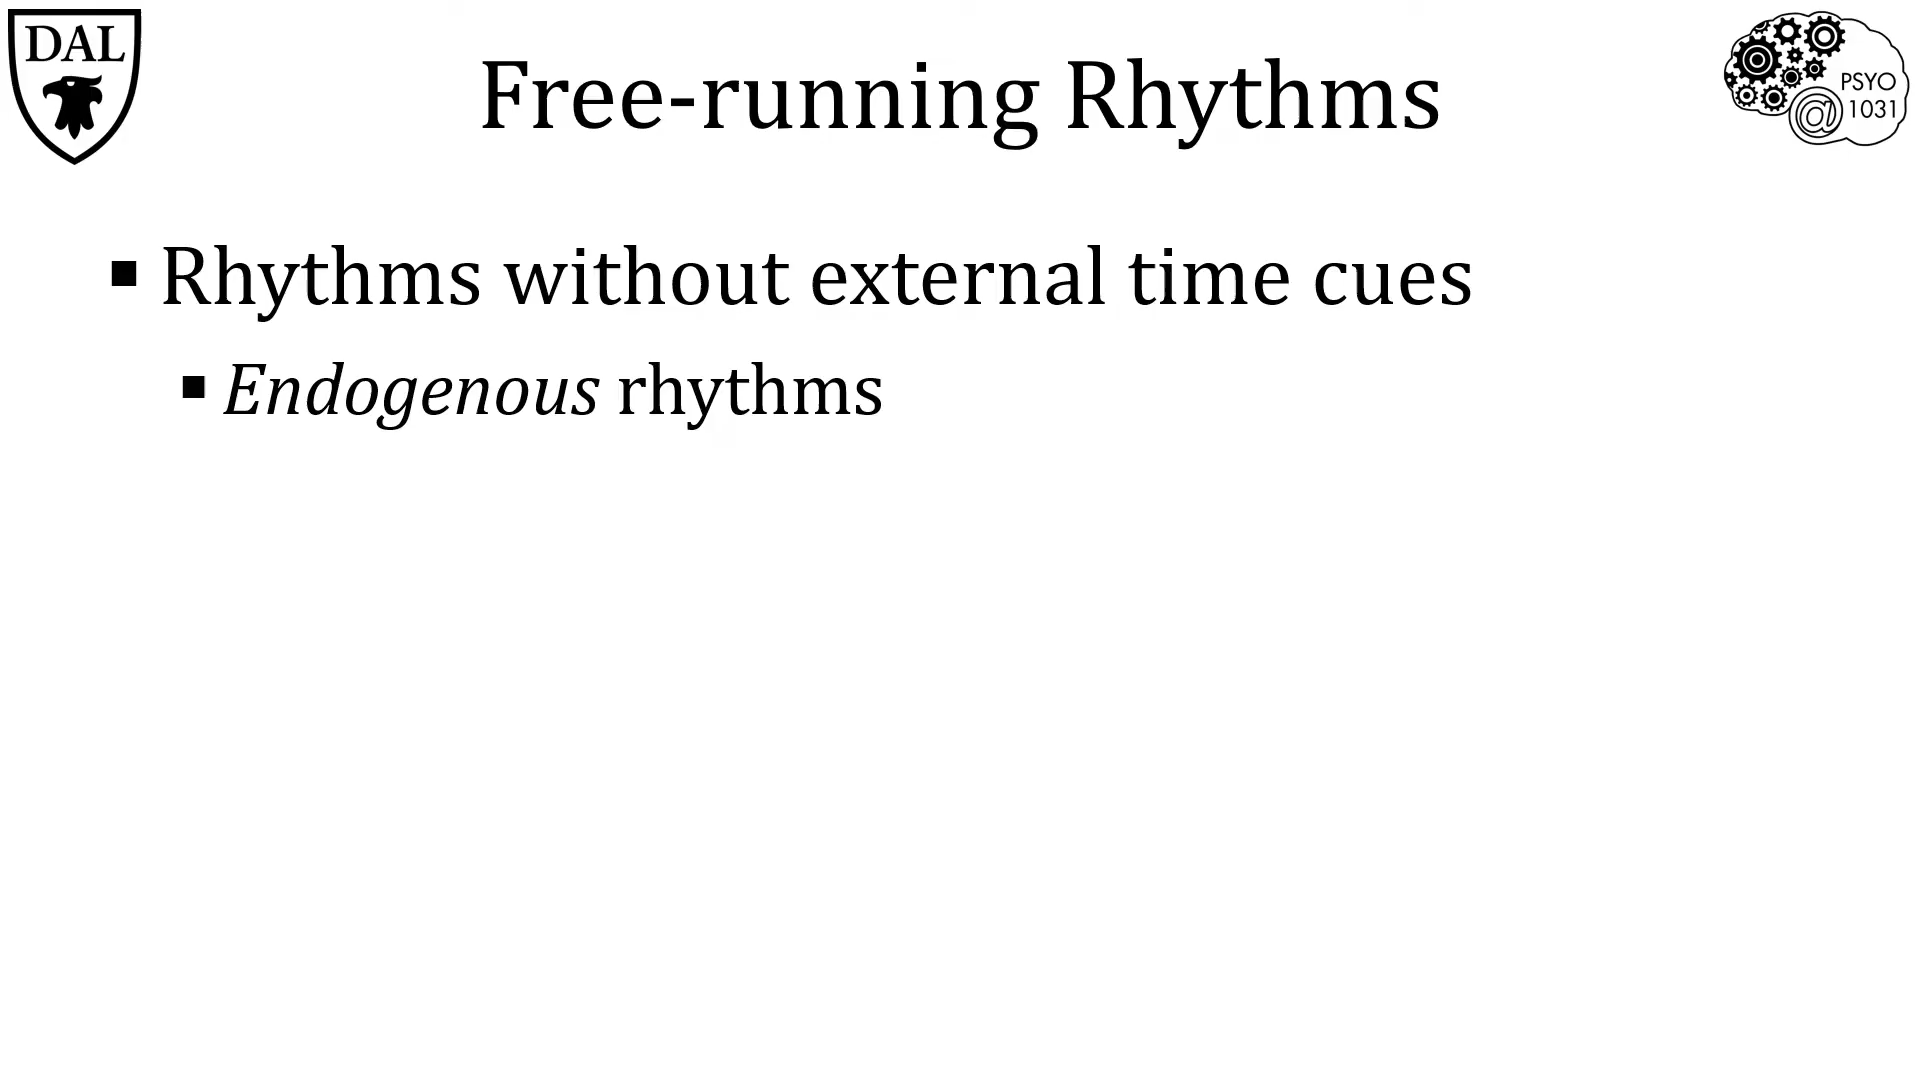 DAL
Free-running Rhythms
PSYO
@ 1031
▪ Rhythms without external time cues
▪ Endogenous rhythms